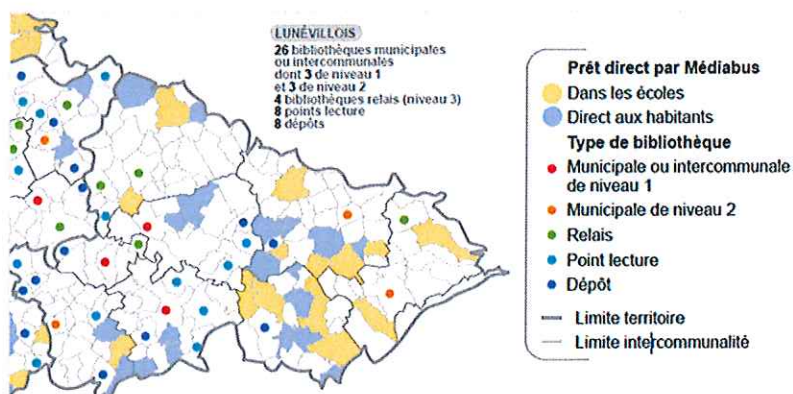 LUNÉVILLOIS
26 bibliothèques municipales
ou intercommunales
dont 3 de niveau 1
et 3 de niveau 2
4 bibliothèques relais (niveau 3)
8 points lecture
8 dépôts
Prêt direct par Médiabus
Dans les écoles
Direct aux habitants
Type de bibliothèque
Municipale ou intercommunale
de niveau 1
Municipale de niveau 2
Relais
Point lecture
Dépôt
Limite territoire
Limite intercommunalité